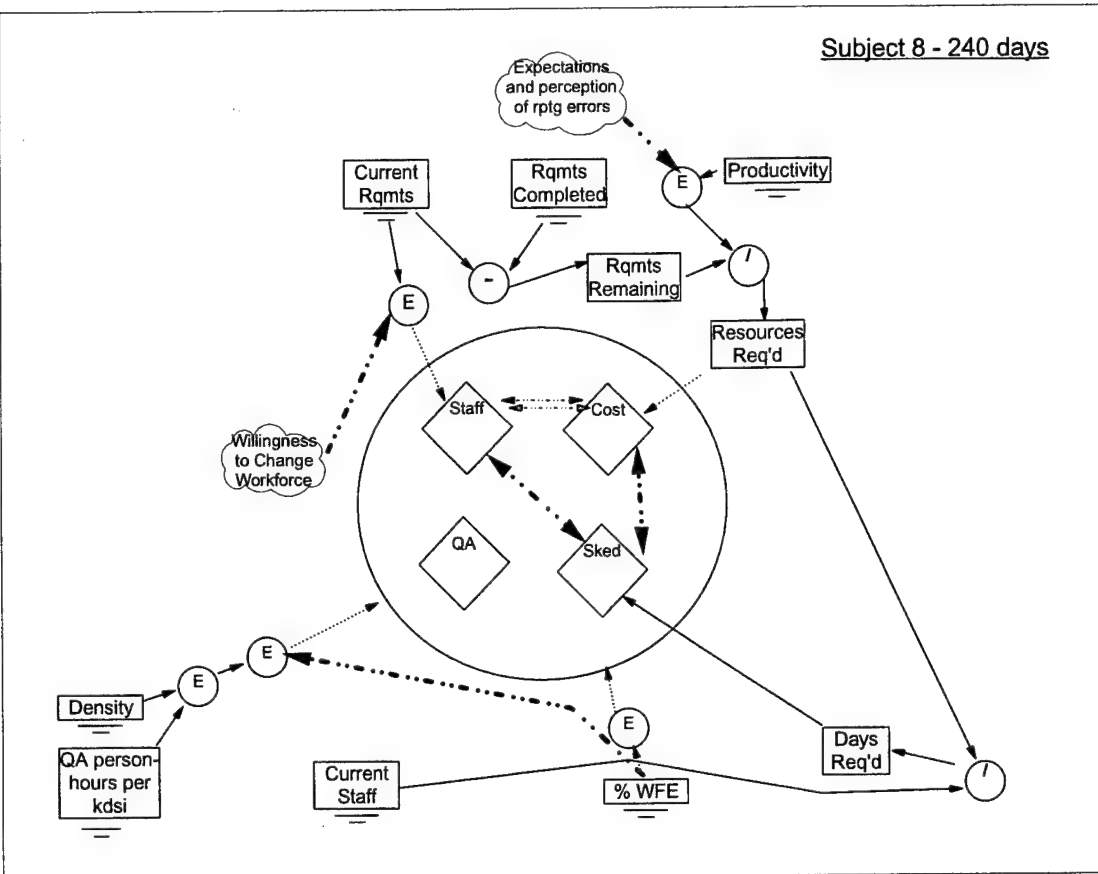 Subject 8 - 240 days
Expectations
and perception
of rptg errors
Current
Rqmts
Rqmts
Completed
E
Productivity
-
Rqmts
Remaining
/
E
Resources
Req'd
Staff
Cost
Willingness
to Change
Workforce
QA
Sked
E
E
Density
E
QA person-
hours per
kdsi
Current
Staff
% WFE
Days
Req'd
/